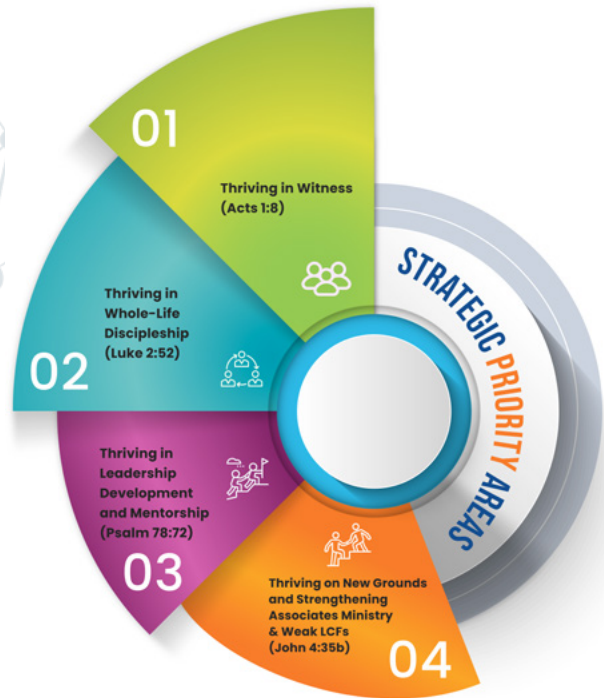 01
Thriving in Witness
(Acts 1:8)
Thriving in
Whole-Life
Discipleship
(Luke 2:52)
02
Thriving in
Leadership
Development
and Mentorship
(Psalm 78:72)
03
Thriving on New Grounds
and Strengthening
Associates Ministry
& Weak LCFs
(John 4:35b)
04
STRATEGIC PRIORITY AREAS